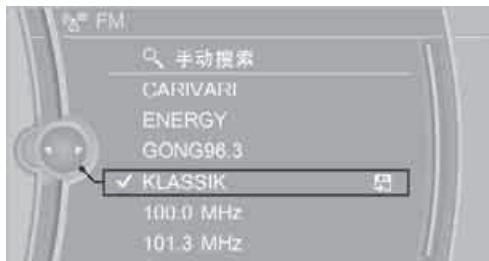 FM
手动搜索
CARIVARI
ENERGY
GONG96.3
KLASSIK
100.0 MHz
101.3 MHz